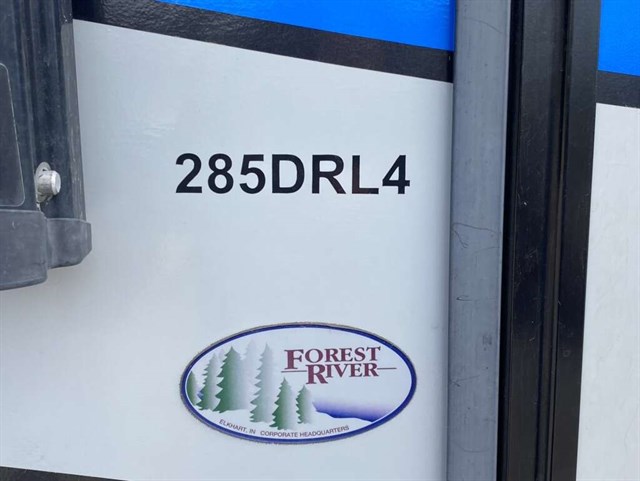 285DRL4
FOREST
RIVER
ELKHART, IN CORPORATE HEADQUARTERS